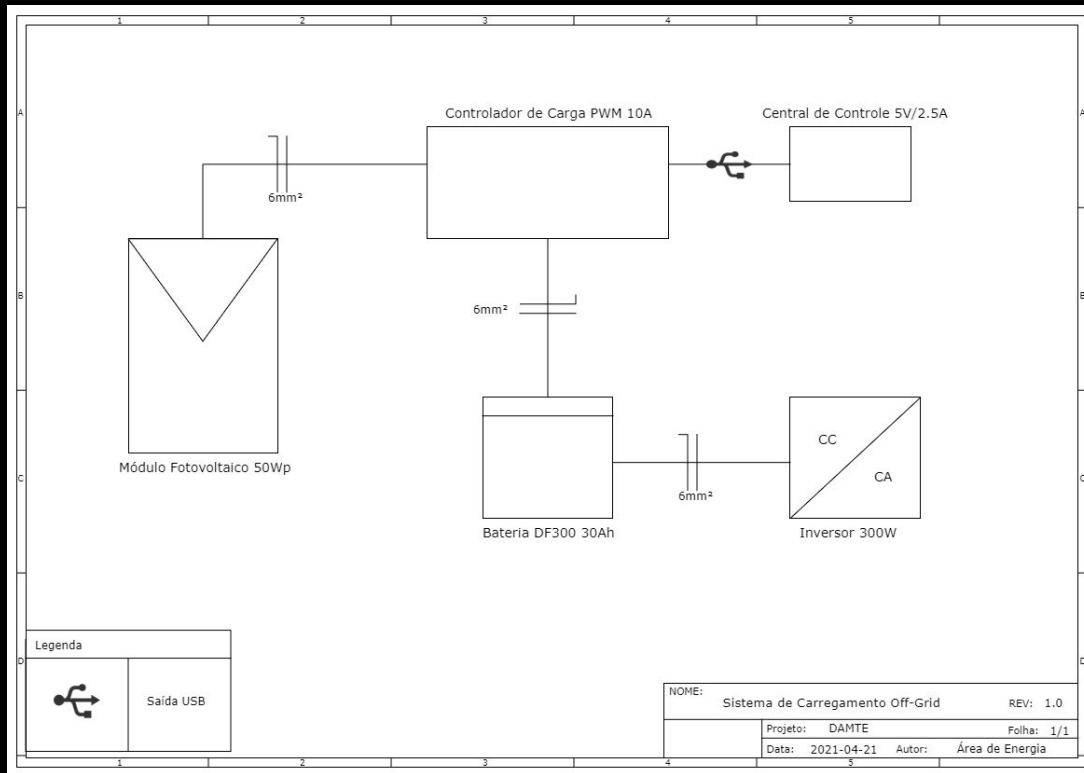 1 2 3 4 5
A A
Controlador de Carga PWM 10A
Central de Controle 5V/2.5A
6mm²
B B
6mm²
Módulo Fotovoltaico 50Wp
C C
CC
CA
6mm²
Bateria DF300 30Ah
Inversor 300W
D D
Legenda
Saída USB
NOME:
Sistema de Carregamento Off-Grid REV: 1.0
Projeto: DAMTE Folha: 1/1
Data: 2021-04-21 Autor: Área de Energia
1 2 3 4 5